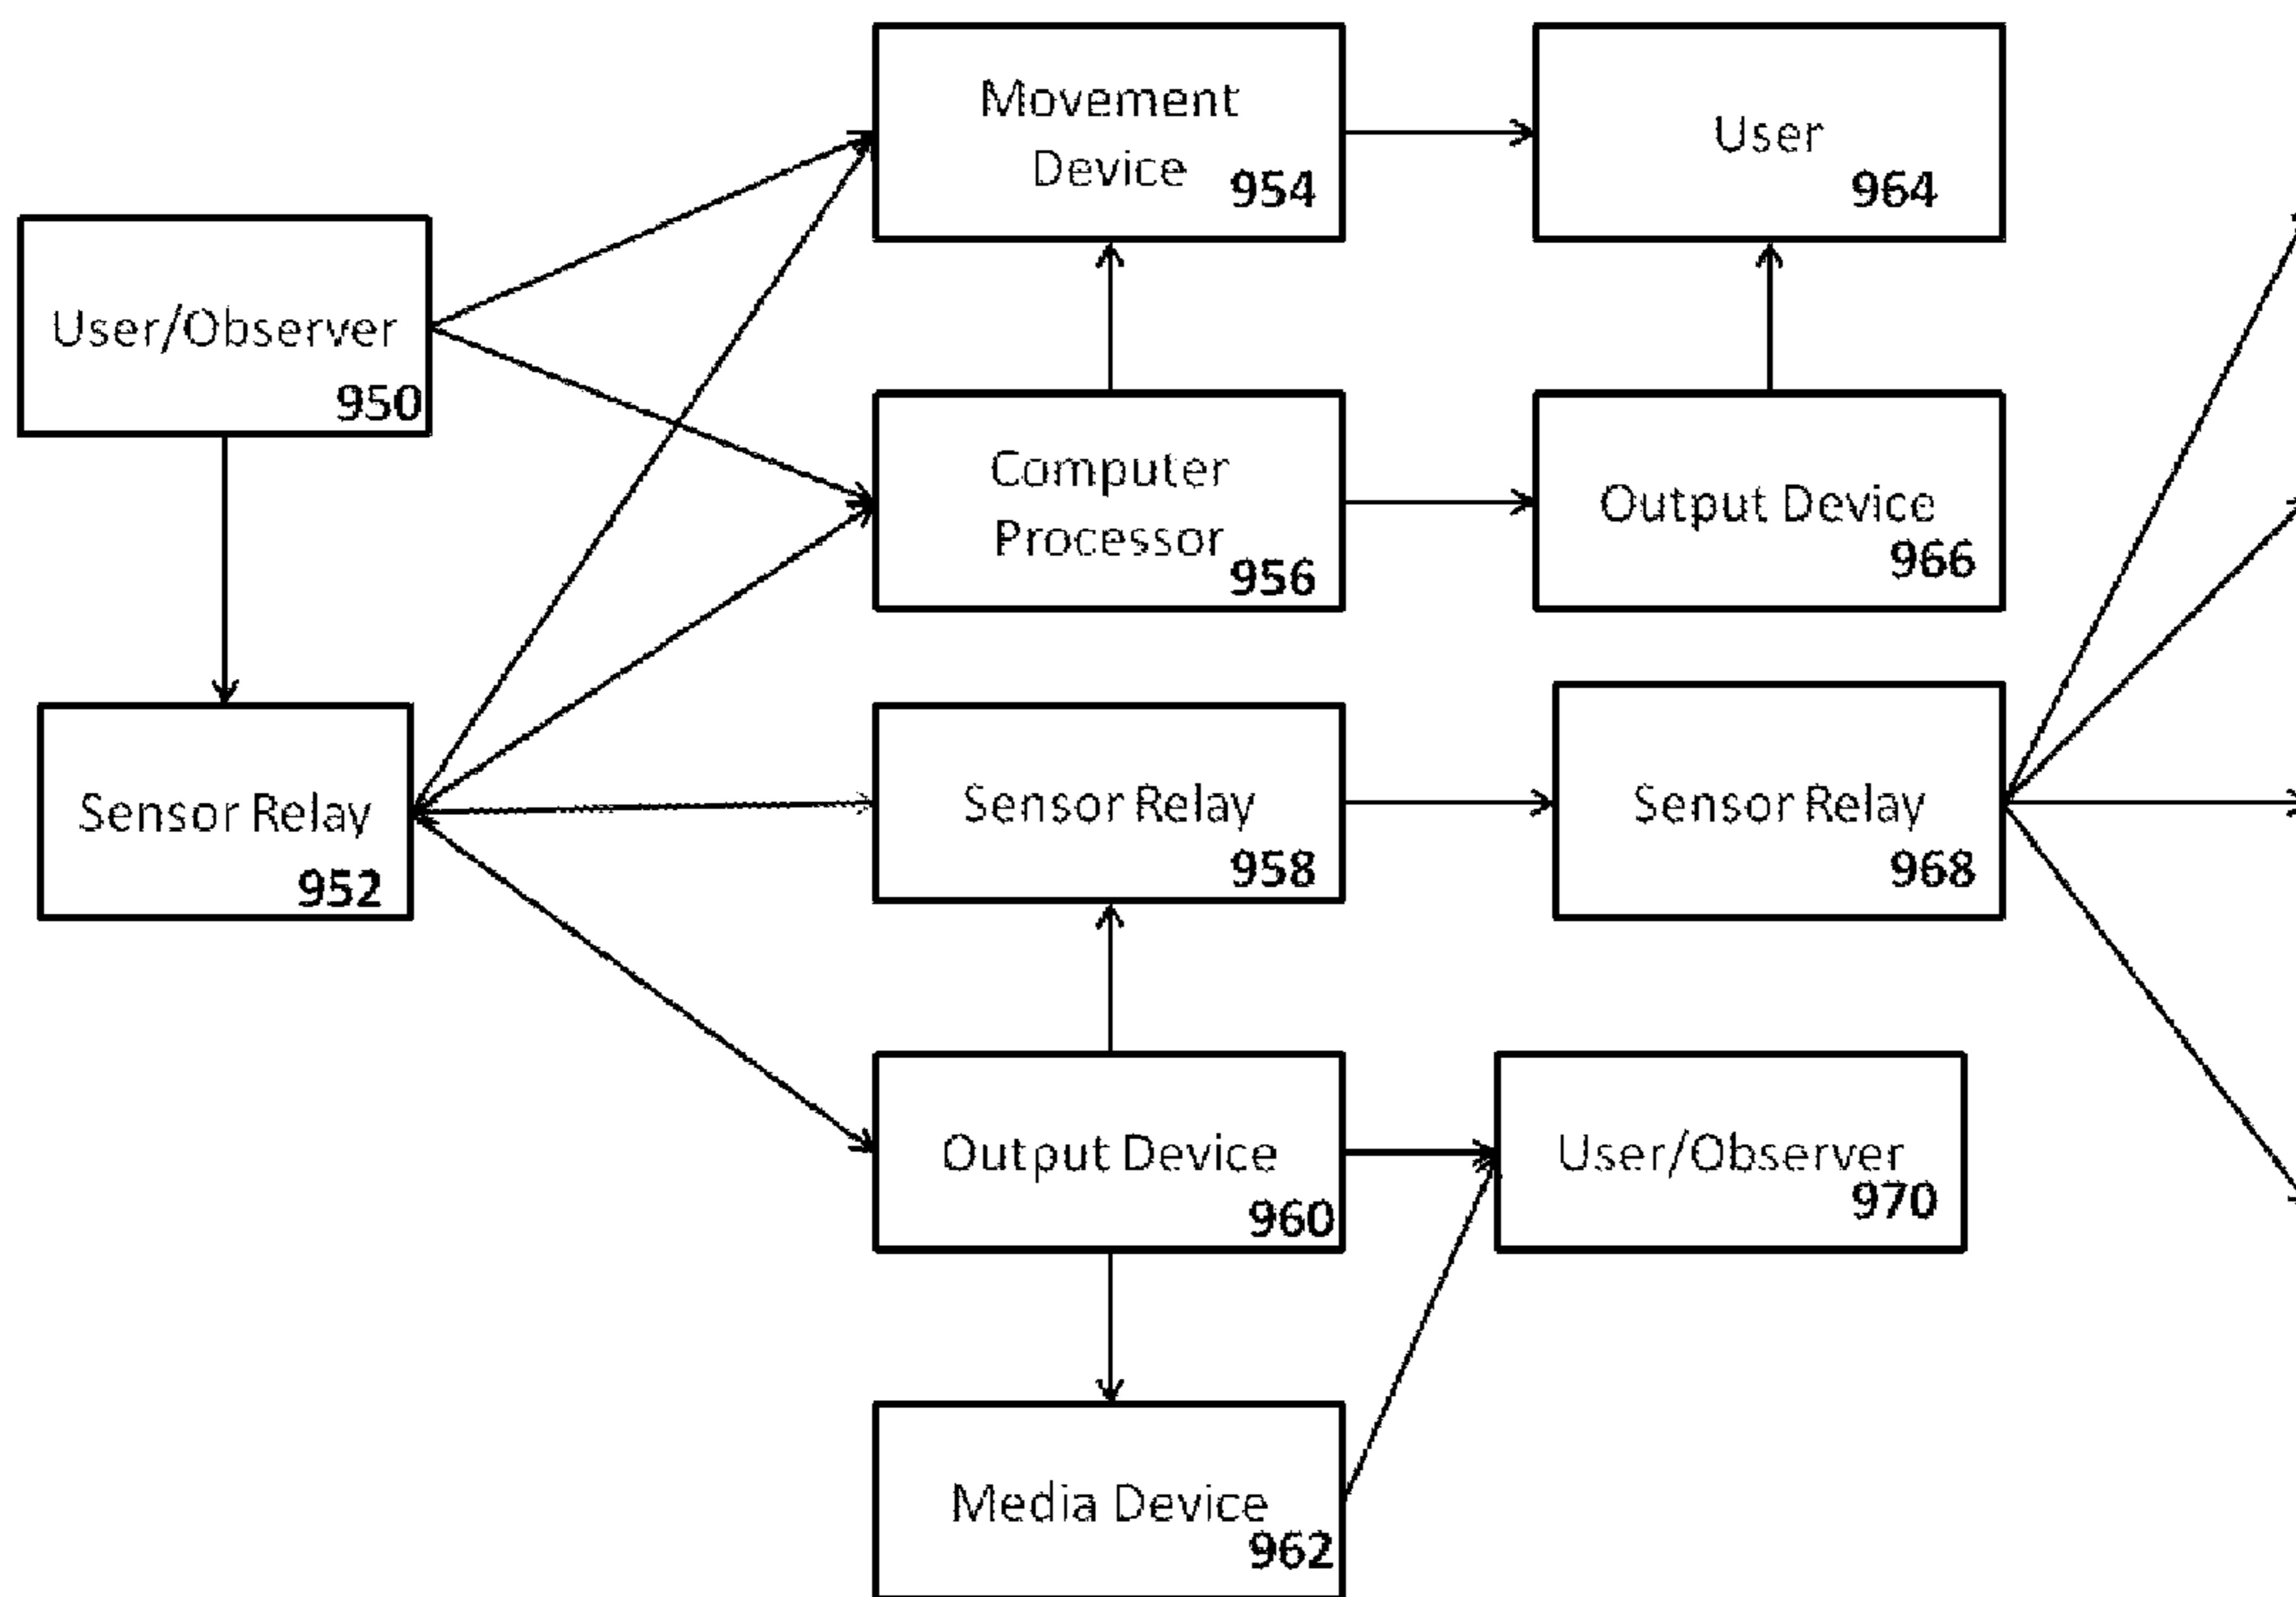 Movement
Device
954
User
964
User/Observer
950
Computer
Processor
956
Output Device
966
Sensor Relay
952
Sensor Relay
958
Sensor Relay
968
Output Device
960
User/Observer
970
Media Device
962